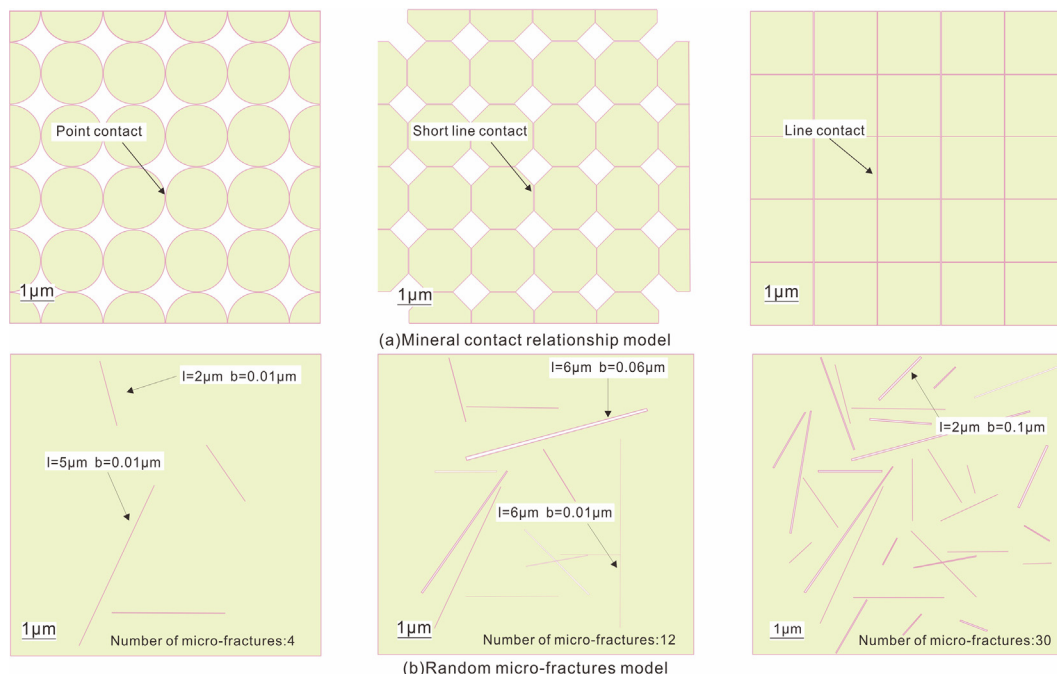 Point contact
Short line contact
Line contact
1μm
1μm
1μm
(a)Mineral contact relationship model
l=2μm b=0.01μm
l=5μm b=0.01μm
1μm
Number of micro-fractures:4
l=6μm b=0.06μm
l=6μm b=0.01μm
1μm
Number of micro-fractures:12
l=2μm b=0.1μm
1μm
Number of micro-fractures:30
(b)Random micro-fractures model